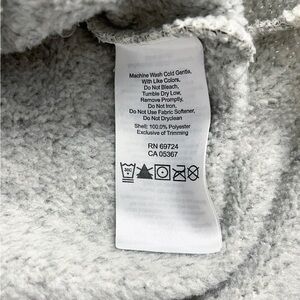 Machine Wash Cold Gentle,
With Like Colors,
Do Not Bleach,
Tumble Dry Low,
Remove Promptly,
Do Not Iron,
Do Not Use Fabric Softener,
Do Not Dryclean
Shell: 100.0% Polyester
Exclusive of Trimming
RN 69724
CA 05367